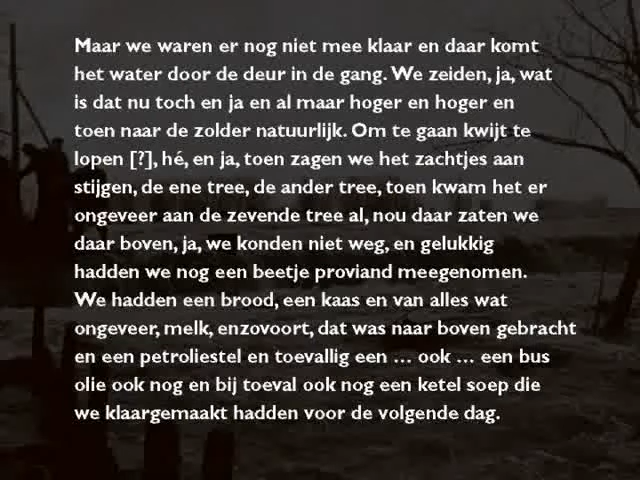 Maar we waren er nog niet mee klaar en daar komt
het water door de deur in de gang. We zeiden, ja, wat
is dat nu toch en ja en al maar hoger en hoger en
toen naar de zolder natuurlijk. Om te gaan kwijt te
lopen [?], hé, en ja, toen zagen we het zachtjes aan
stijgen, de ene tree, de ander tree, toen kwam het er
ongeveer aan de zevende tree al, nou daar zaten we
daar boven, ja, we konden niet weg, en gelukkig
hadden we nog een beetje proviand meegenomen.
We hadden een brood, een kaas en van alles wat
ongeveer, melk, enzovoort, dat was naar boven gebracht
en een petroliestel en toevallig een ... ook ... een bus
olie ook nog en bij toeval ook nog een ketel soep die
we klaargemaakt hadden voor de volgende dag.